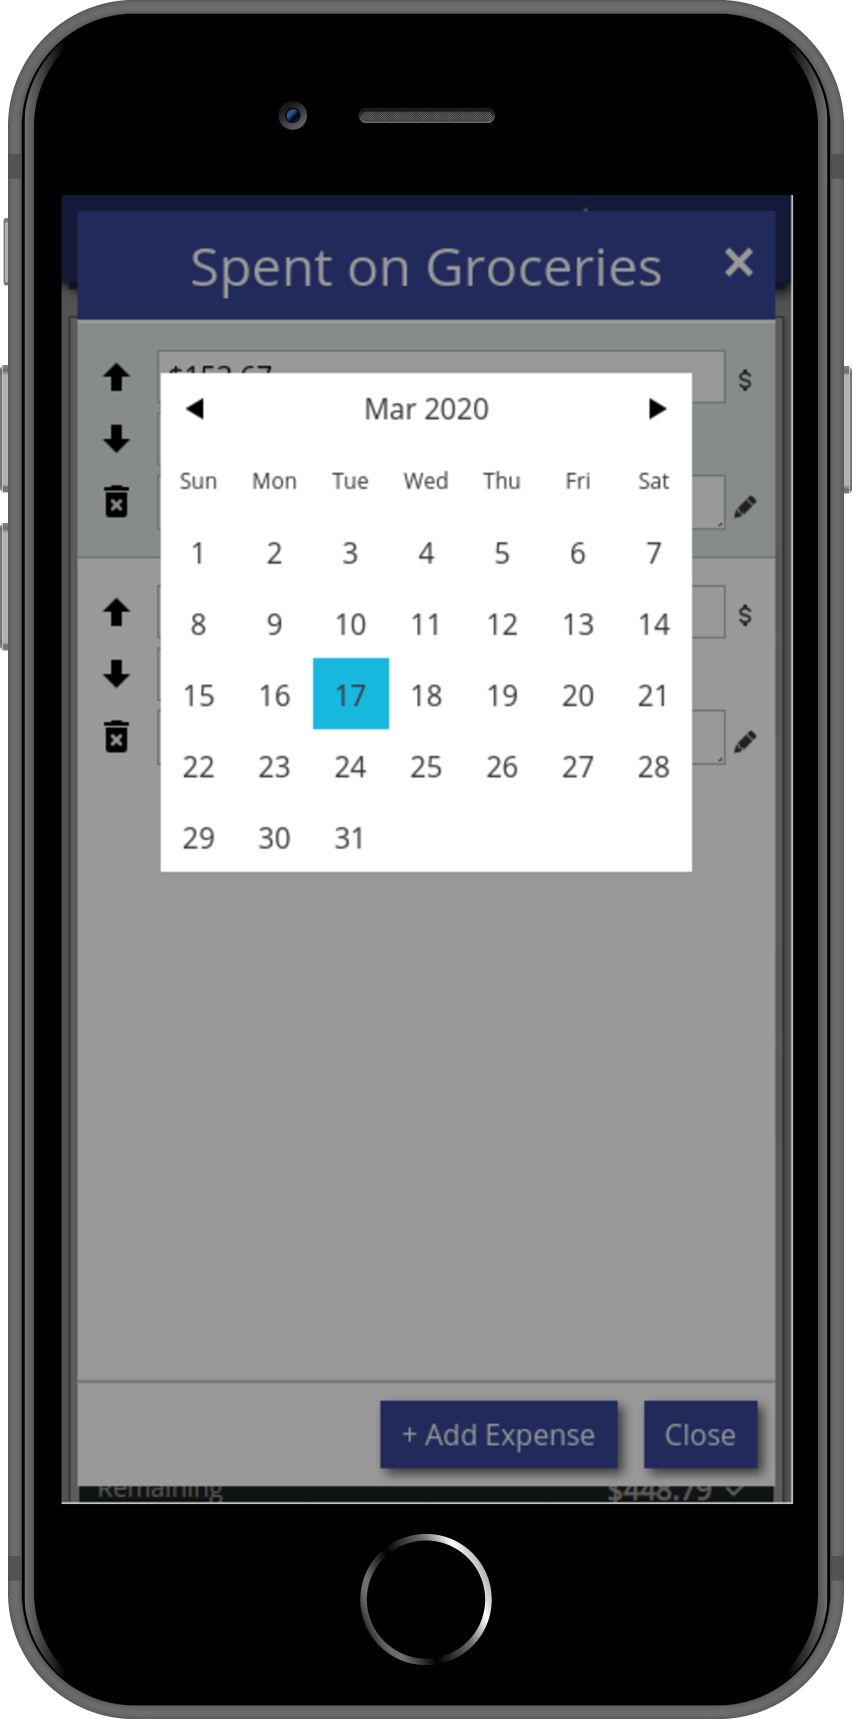 Spent on Groceries
$153.67
$
Mar 2020
Sun Mon Tue Wed Thu Fri Sat
1 2 3 4 5 6 7
8 9 10 11 12 13 14
$
15 16 17 18 19 20 21
22 23 24 25 26 27 28
29 30 31
+ Add Expense Close
Remaining $448.79